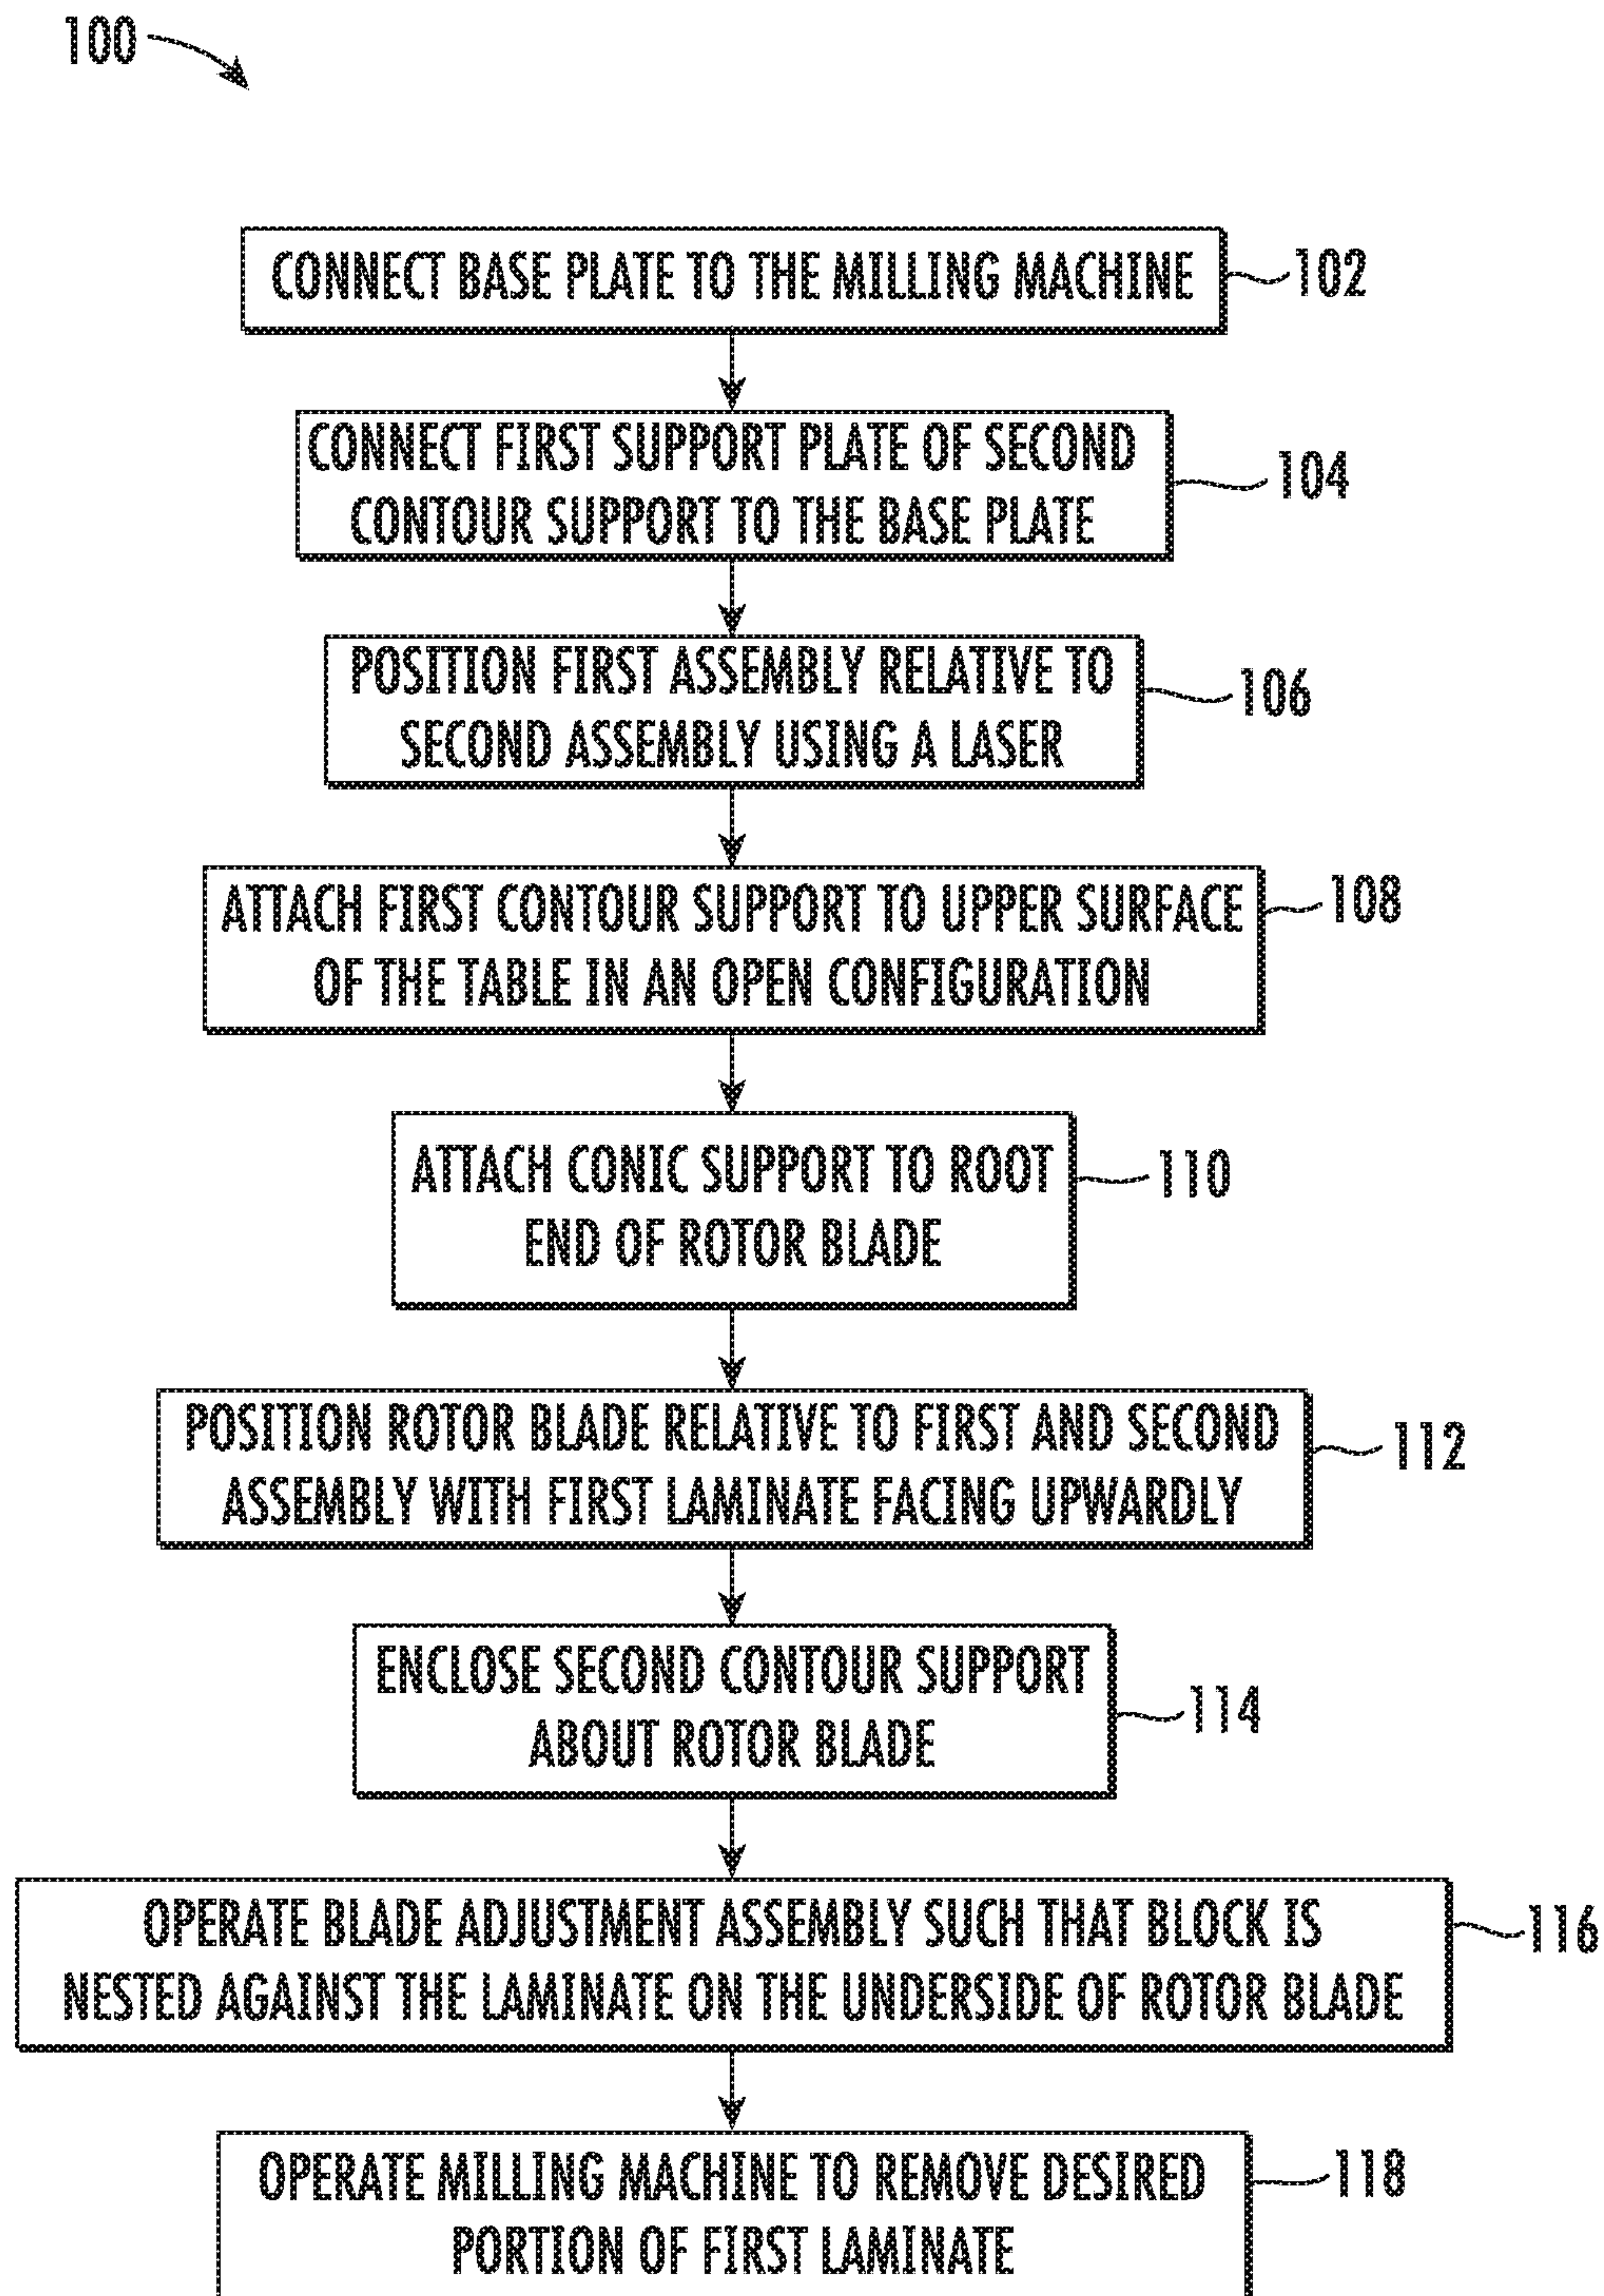 100
CONNECT BASE PLATE TO THE MILLING MACHINE
102
CONNECT FIRST SUPPORT PLATE OF SECOND
CONTOUR SUPPORT TO THE BASE PLATE
104
POSITION FIRST ASSEMBLY RELATIVE TO
SECOND ASSEMBLY USING A LASER
106
ATTACH FIRST CONTOUR SUPPORT TO UPPER SURFACE
OF THE TABLE IN AN OPEN CONFIGURATION
108
ATTACH CONIC SUPPORT TO ROOT
END OF ROTOR BLADE
110
POSITION ROTOR BLADE RELATIVE TO FIRST AND SECOND
ASSEMBLY WITH FIRST LAMINATE FACING UPWARDLY
112
ENCLOSE SECOND CONTOUR SUPPORT
ABOUT ROTOR BLADE
114
OPERATE BLADE ADJUSTMENT ASSEMBLY SUCH THAT BLOCK IS
NESTED AGAINST THE LAMINATE ON THE UNDERSIDE OF ROTOR BLADE
116
OPERATE MILLING MACHINE TO REMOVE DESIRED
PORTION OF FIRST LAMINATE
118